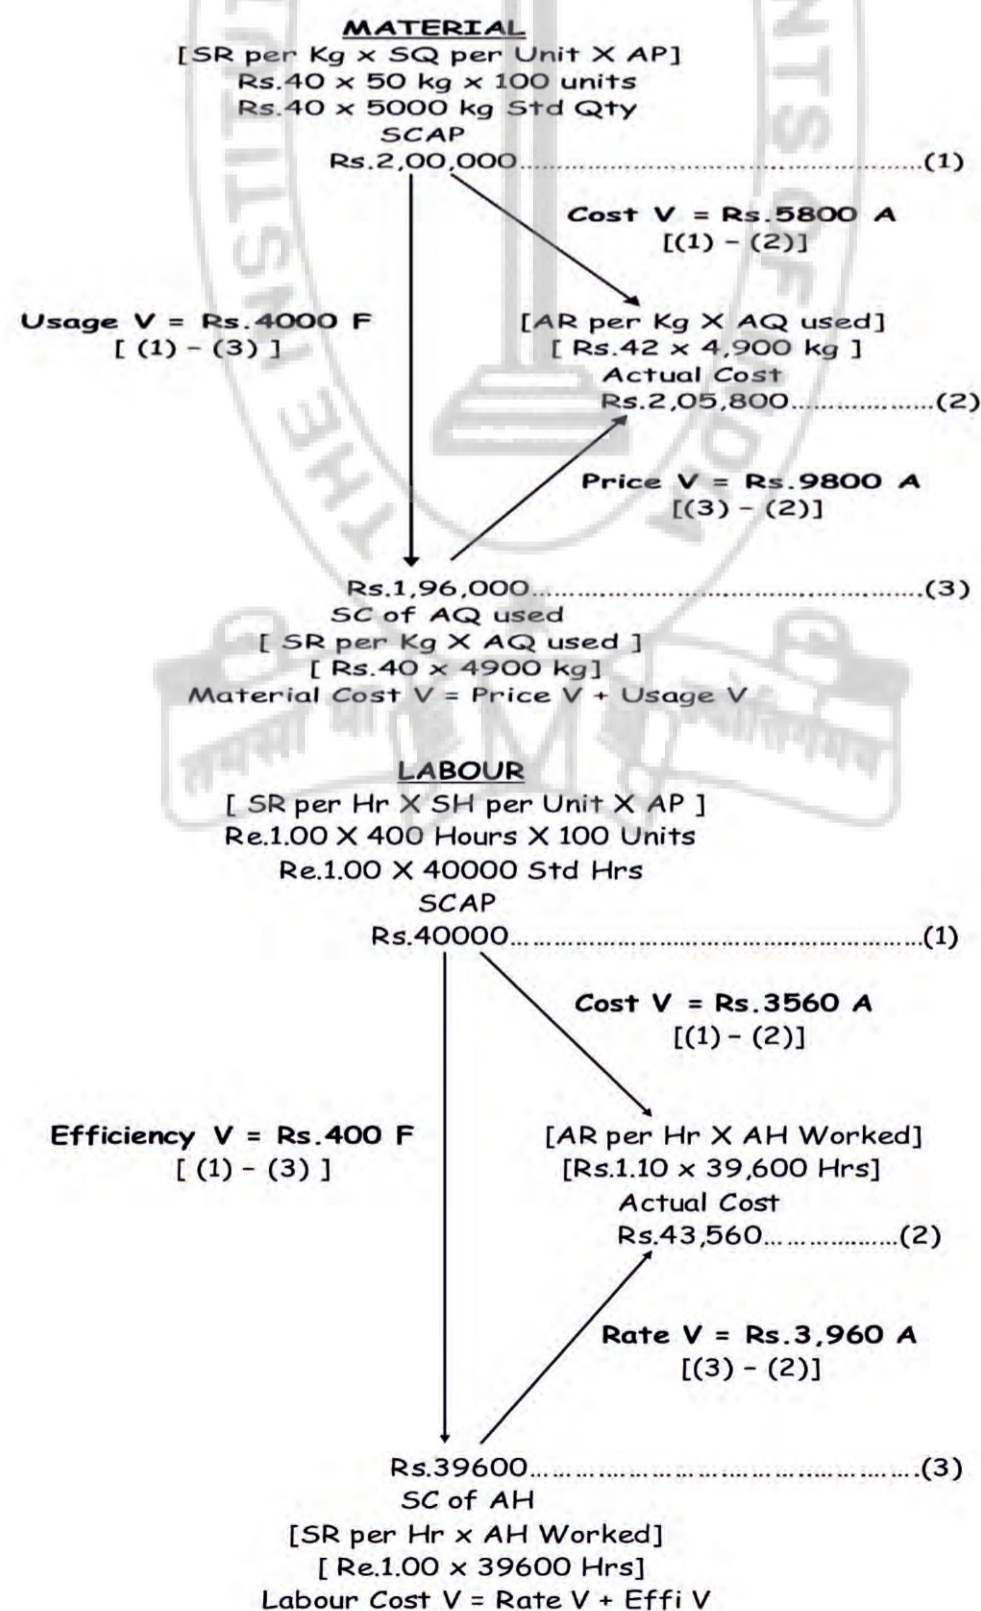 MATERIAL
[SR per Kg x SQ per Unit X AP]
Rs.40 x 50 kg x 100 units
Rs.40 x 5000 kg Std Qty
SCAP
Rs.2,00,000..................................................(1)
Cost V = Rs.5800 A
[(1) – (2)]
Usage V = Rs.4000 F
[ (1) – (3) ]
[AR per Kg X AQ used]
[ Rs.42 x 4,900 kg ]
Actual Cost
Rs.2,05,800..................(2)
Price V = Rs.9800 A
[(3) – (2)]
Rs.1,96,000..................................................(3)
SC of AQ used
[ SR per Kg X AQ used ]
[ Rs.40 x 4900 kg]
Material Cost V = Price V + Usage V
LABOUR
[ SR per Hr X SH per Unit X AP ]
Re.1.00 X 400 Hours X 100 Units
Re.1.00 X 40000 Std Hrs
SCAP
Rs.40000..................................................(1)
Cost V = Rs.3560 A
[(1) – (2)]
Efficiency V = Rs.400 F
[ (1) – (3) ]
[AR per Hr X AH Worked]
[Rs.1.10 x 39,600 Hrs]
Actual Cost
Rs.43,560..................(2)
Rate V = Rs.3,960 A
[(3) – (2)]
Rs.39600..................................................(3)
SC of AH
[SR per Hr x AH Worked]
[ Re.1.00 x 39600 Hrs]
Labour Cost V = Rate V + Effi V